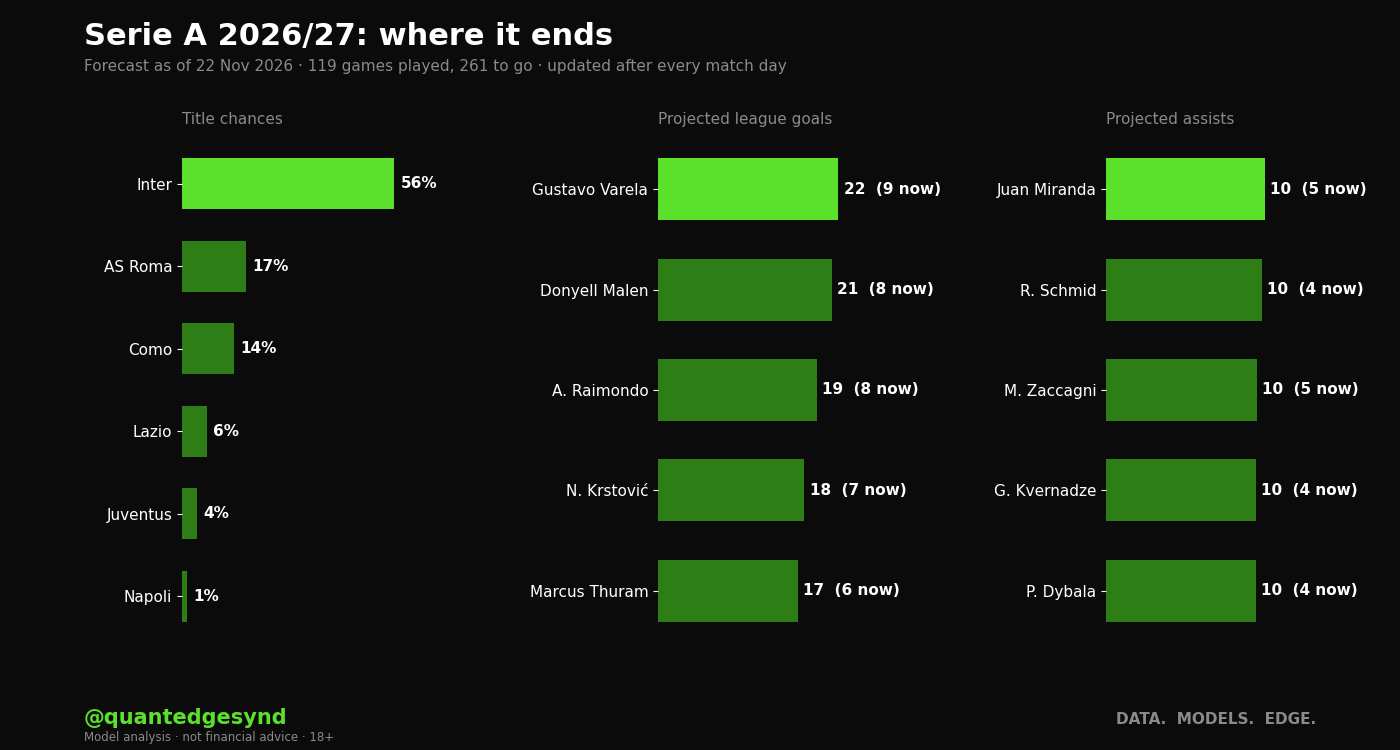 Serie A 2026/27: where it ends
Forecast as of 22 Nov 2026 · 119 games played, 261 to go · updated after every match day
Title chances
Inter 56%
AS Roma 17%
Como 14%
Lazio 6%
Juventus 4%
Napoli 1%
Projected league goals
Gustavo Varela 22 (9 now)
Donyell Malen 21 (8 now)
A. Raimondo 19 (8 now)
N. Krstović 18 (7 now)
Marcus Thuram 17 (6 now)
Projected assists
Juan Miranda 10 (5 now)
R. Schmid 10 (4 now)
M. Zaccagni 10 (5 now)
G. Kvernadze 10 (4 now)
P. Dybala 10 (4 now)
@quantedgesynd
Model analysis · not financial advice · 18+
DATA. MODELS. EDGE.